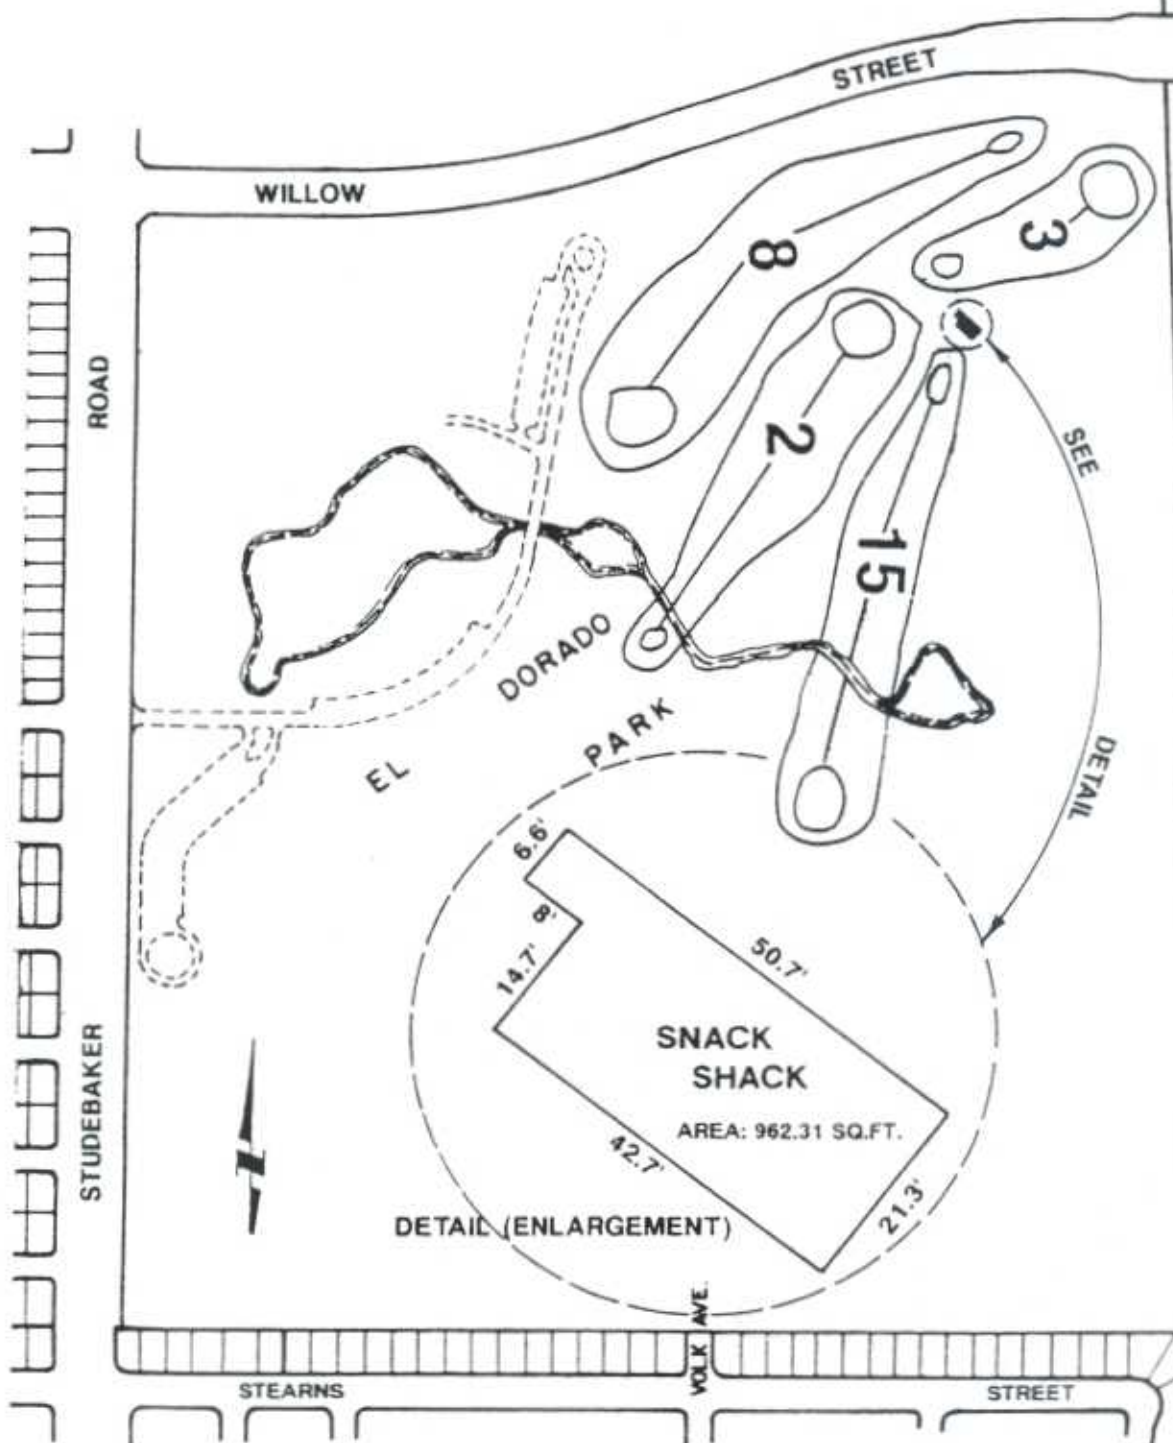 STREET
WILLOW
8
3
ROAD
2
SEE
15
DORADO
PARK
EL
DETAIL
6.6'
8'
14.7'
50.7'
SNACK
SHACK
AREA: 962.31 SQ.FT.
42.7'
21.3'
STUDEBAKER
N
DETAIL (ENLARGEMENT)
VOLK AVE.
STEARNS
STREET